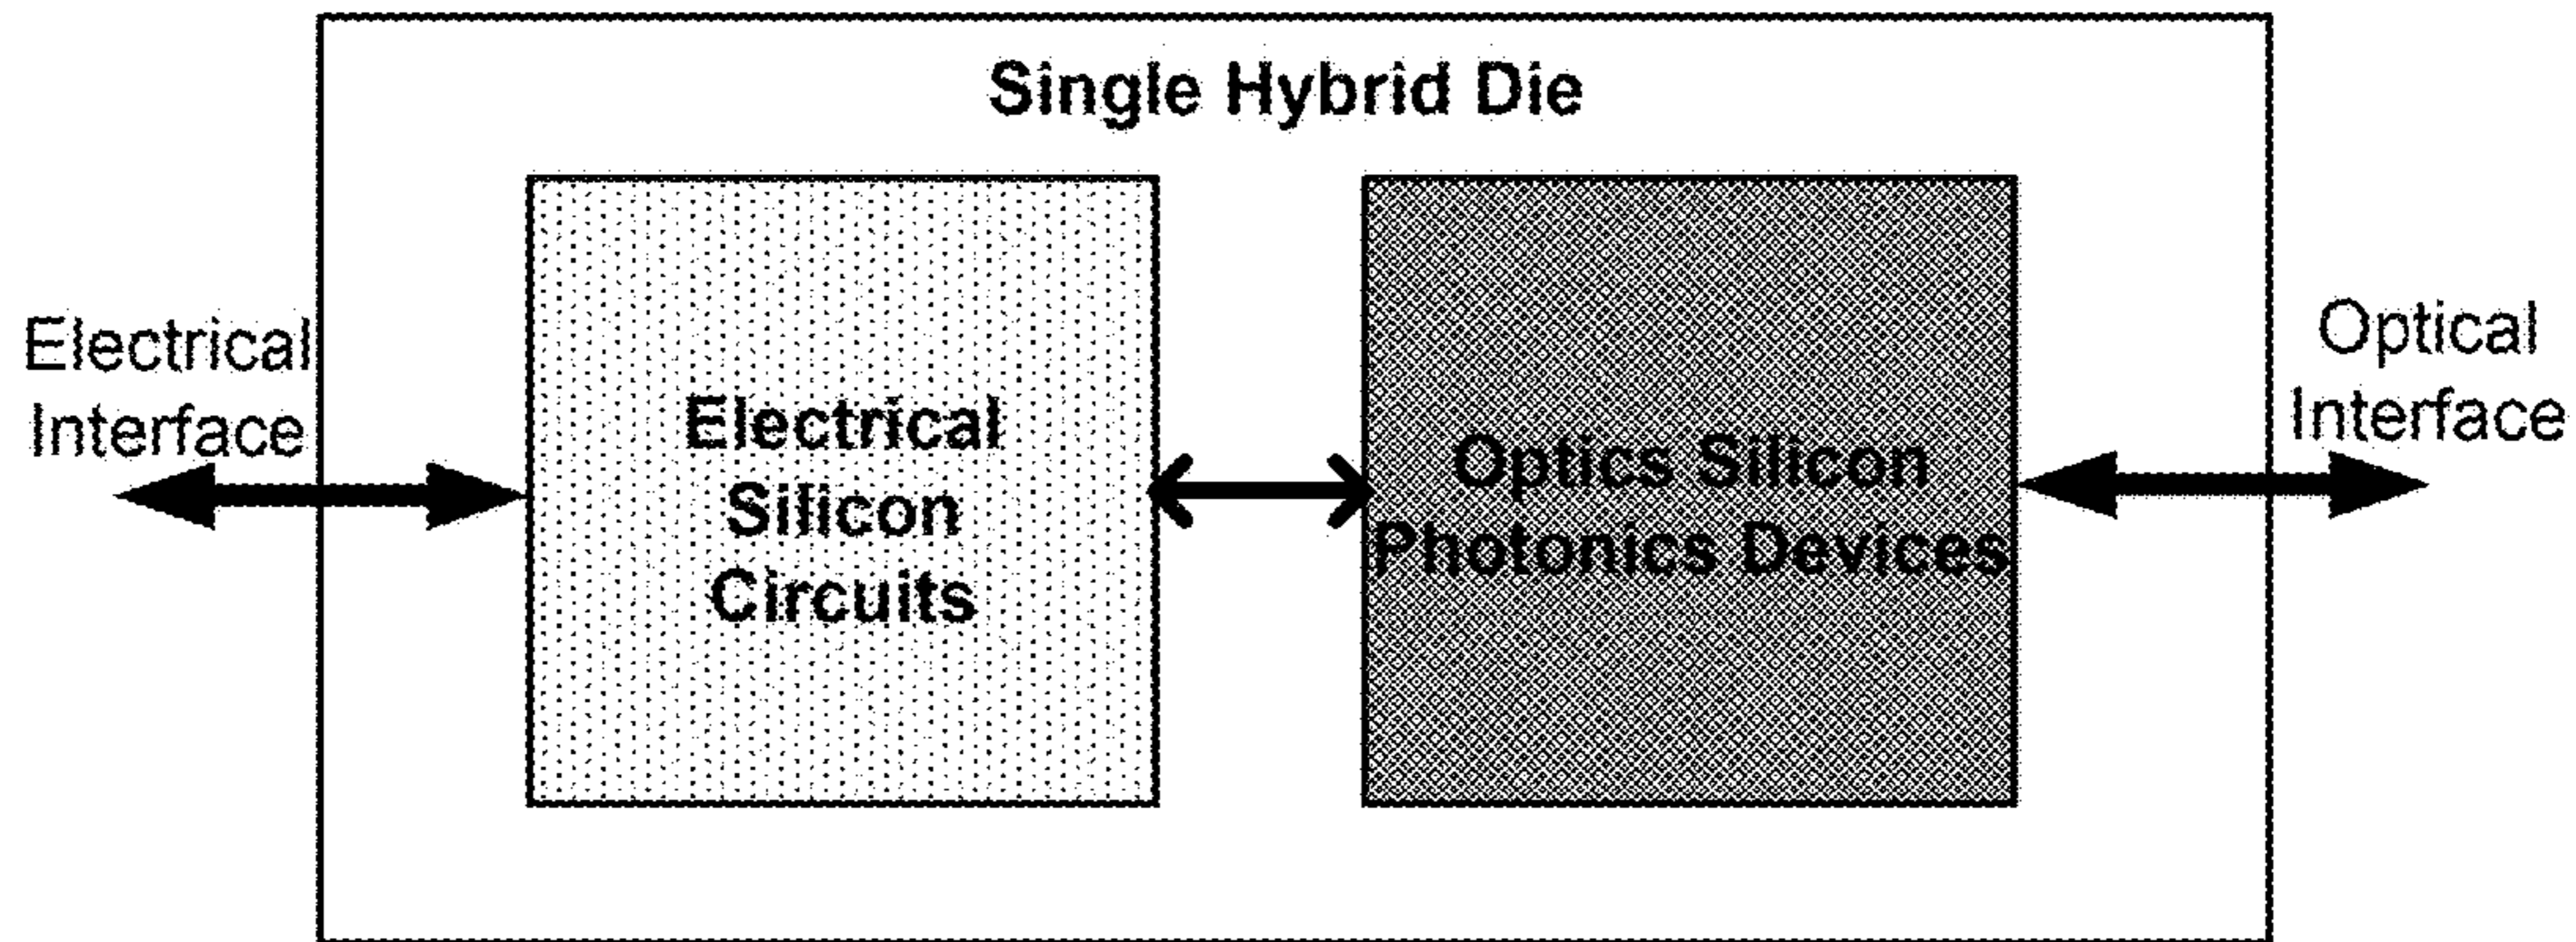 Single Hybrid Die
Electrical
Interface
Electrical
Silicon
Circuits
Optics Silicon
Photonics Devices
Optical
Interface